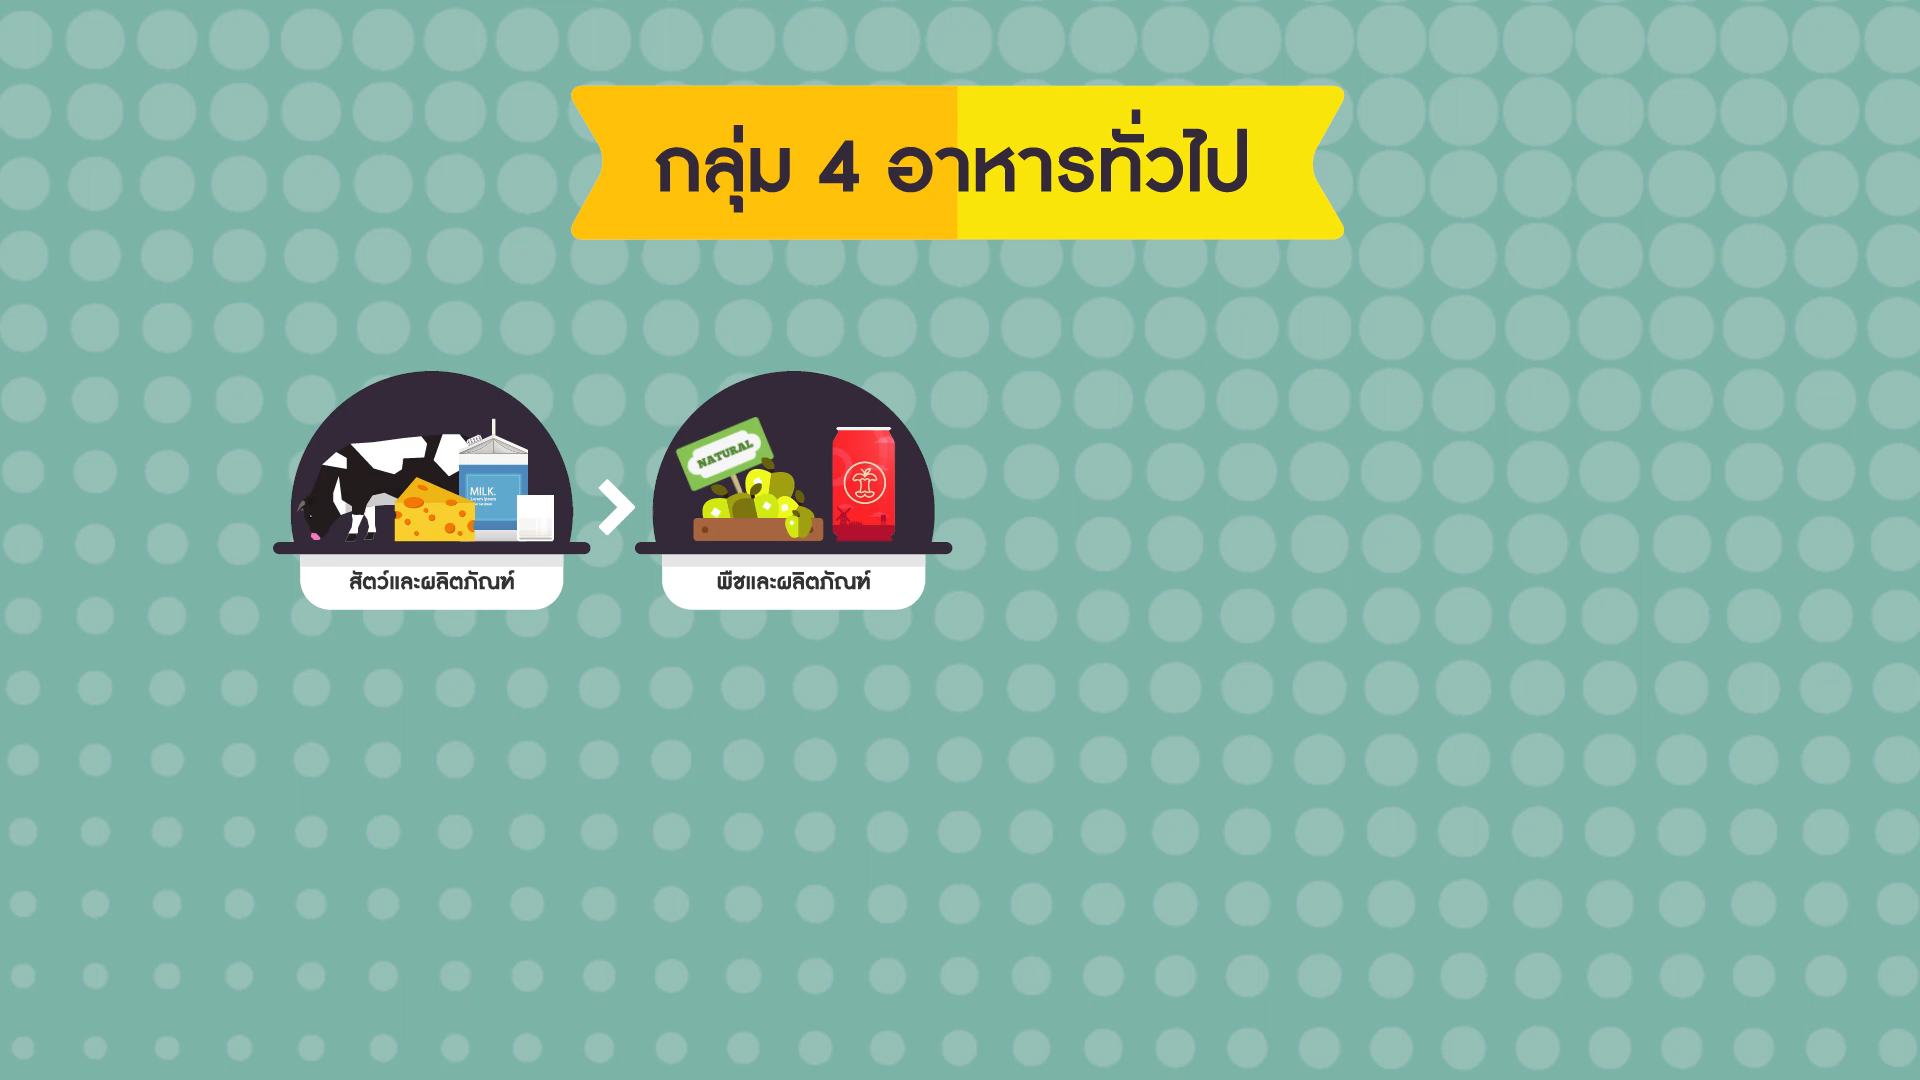 กลุ่ม 4 อาหารทั่วไป
NATURAL
MILK.
สัตว์และผลิตภัณฑ์
พืชและผลิตภัณฑ์